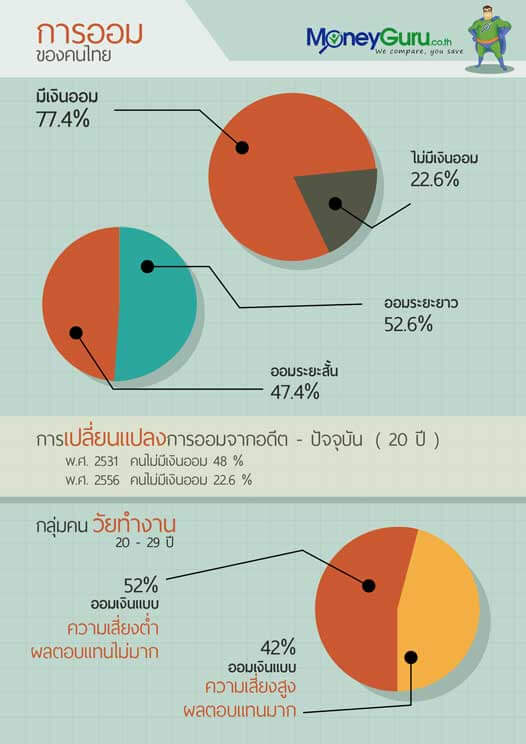 การออม
ของคนไทย
MoneyGuru.co.th
We compare, you save
มีเงินออม
77.4%
ไม่มีเงินออม
22.6%
ออมระยะยาว
52.6%
ออมระยะสั้น
47.4%
การเปลี่ยนแปลงการออมจากอดีต - ปัจจุบัน ( 20 ปี )
พ.ศ. 2531 คนไม่มีเงินออม 48 %
พ.ศ. 2556 คนไม่มีเงินออม 22.6 %
กลุ่มคน วัยทำงาน
20 - 29 ปี
52%
ออมเงินแบบ
ความเสี่ยงต่ำ
ผลตอบแทนไม่มาก
42%
ออมเงินแบบ
ความเสี่ยงสูง
ผลตอบแทนมาก